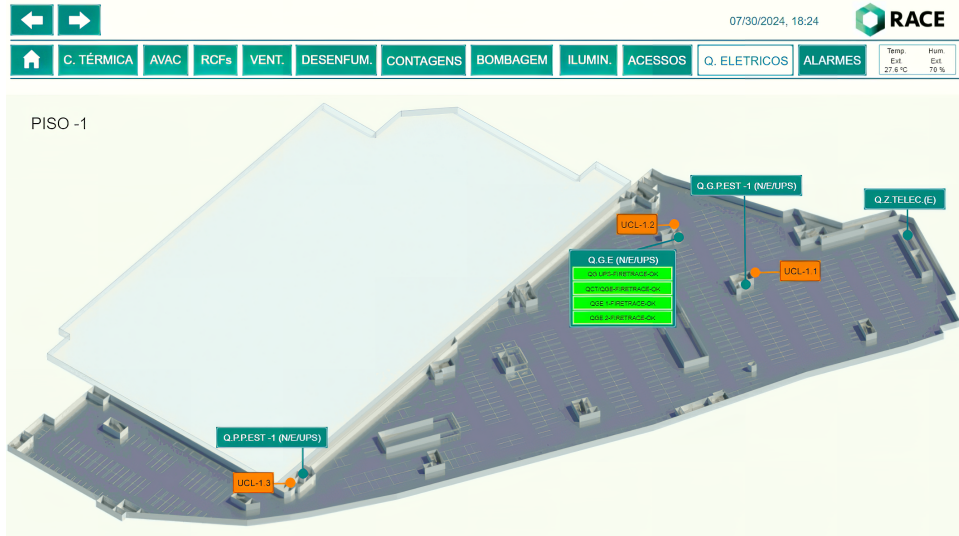 07/30/2024, 18:24
RACE
C. TÉRMICA
AVAC
RCFs
VENT.
DESENFUM.
CONTAGENS
BOMBAGEM
ILUMIN.
ACESSOS
Q. ELETRICOS
ALARMES
Temp.
Ext.
27.6 ºC
Hum.
Ext.
70 %
PISO -1
Q.G.P.EST -1 (N/E/UPS)
Q.Z.TELEC.(E)
UCL-1.2
Q.G.E (N/E/UPS)
QG.UPS-FIRETRACE-OK
QCT/QGE-FIRETRACE-OK
QGE.1-FIRETRACE-OK
QGE.2-FIRETRACE-OK
UCL-1.1
Q.P.P.EST -1 (N/E/UPS)
UCL-1.3